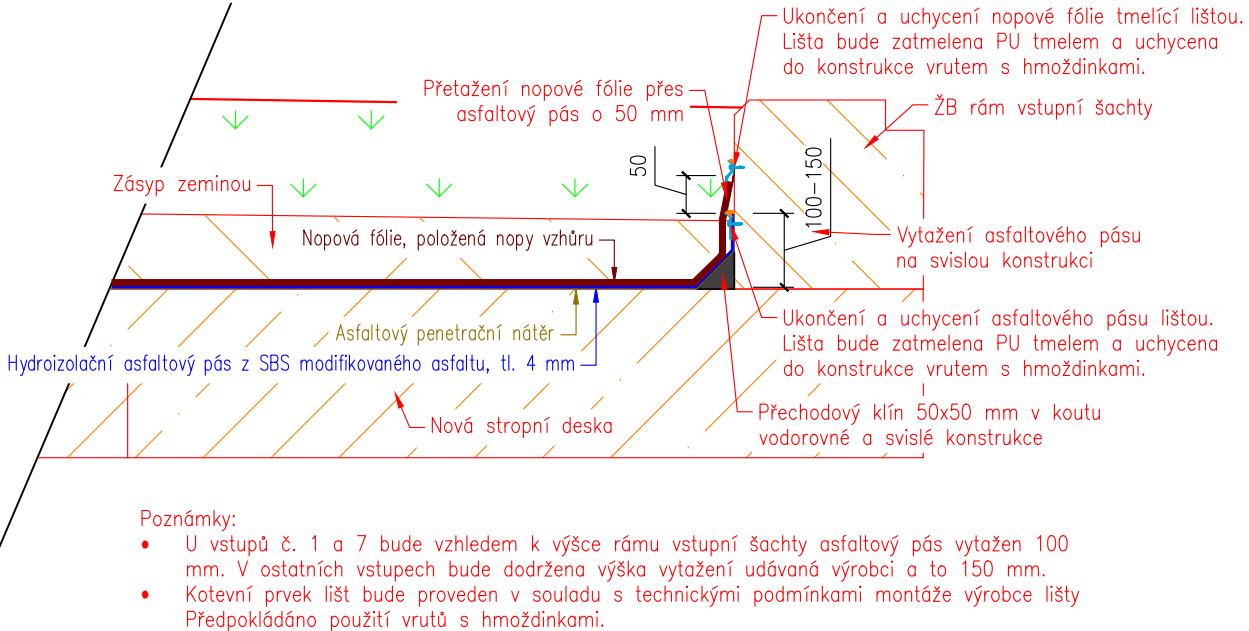 Ukončení a uchycení nopové fólie tmelící lištou.
Lišta bude zatmelena PU tmelem a uchycena
do konstrukce vrutem s hmoždinkami.
Přetažení nopové fólie přes
asfaltový pás o 50 mm
ŽB rám vstupní šachty
50
100-150
Zásyp zeminou
Nopová fólie, položená nopy vzhůru
Vytažení asfaltového pásu
na svislou konstrukci
Asfaltový penetrační nátěr
Hydroizolační asfaltový pás z SBS modifikovaného asfaltu, tl. 4 mm
Ukončení a uchycení asfaltového pásu lištou.
Lišta bude zatmelena PU tmelem a uchycena
do konstrukce vrutem s hmoždinkami.
Nová stropní deska
Přechodový klín 50x50 mm v koutu
vodorovné a svislé konstrukce
Poznámky:
• U vstupů č. 1 a 7 bude vzhledem k výšce rámu vstupní šachty asfaltový pás vytažen 100
mm. V ostatních vstupech bude dodržena výška vytažení udávaná výrobci a to 150 mm.
• Kotevní prvek lišt bude proveden v souladu s technickými podmínkami montáže výrobce lišty
Předpokládáno použití vrutů s hmoždinkami.